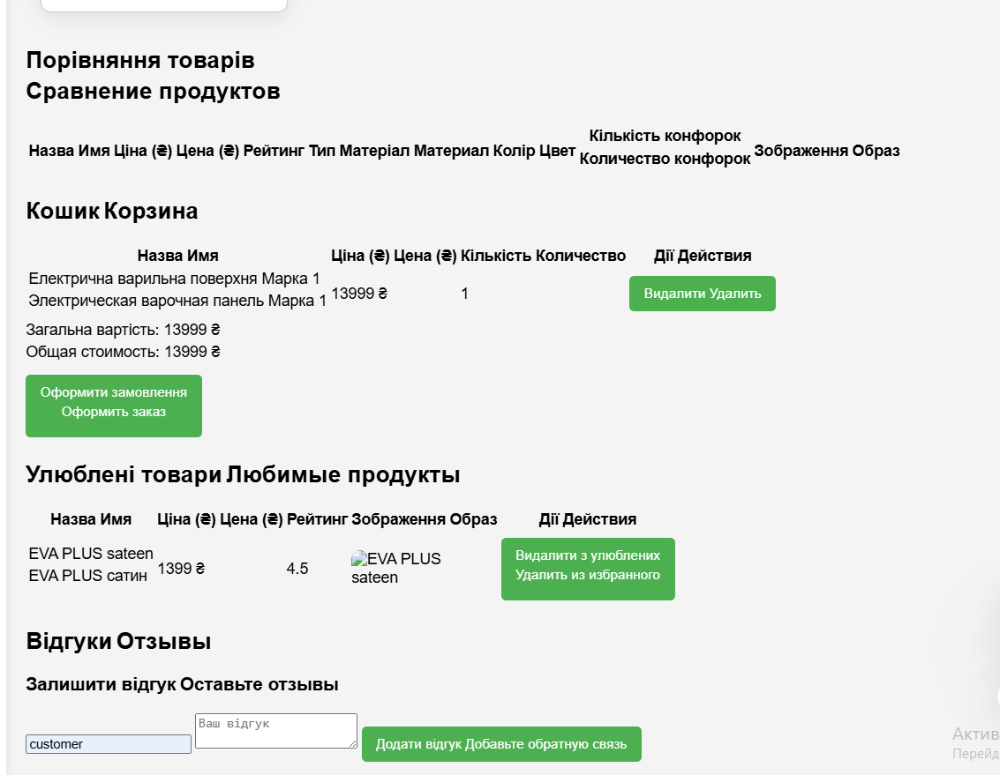 Порівняння товарів
Сравнение продуктов
Назва Имя Ціна (₴) Цена (₴) Рейтинг Тип Матеріал Материал Колір Цвет Кількість конфорок Количество конфорок Зображення Образ
Кошик Корзина
Назва Имя Ціна (₴) Цена (₴) Кількість Количество Дії Действия
Електрична варильна поверхня Марка 1
Электрическая варочная панель Марка 1
13999 ₴ 1 Видалити Удалить
Загальна вартість: 13999 ₴
Общая стоимость: 13999 ₴
Оформити замовлення
Оформить заказ
Улюблені товари Любимые продукты
Назва Имя Ціна (₴) Цена (₴) Рейтинг Зображення Образ Дії Действия
EVA PLUS sateen
EVA PLUS сатин
1399 ₴ 4.5
EVA PLUS
sateen
Видалити з улюблених
Удалить из избранного
Відгуки Отзывы
Залишити відгук Оставьте отзывы
customer
Ваш відгук
Додати відгук Добавьте обратную связь
Актив
Перейд